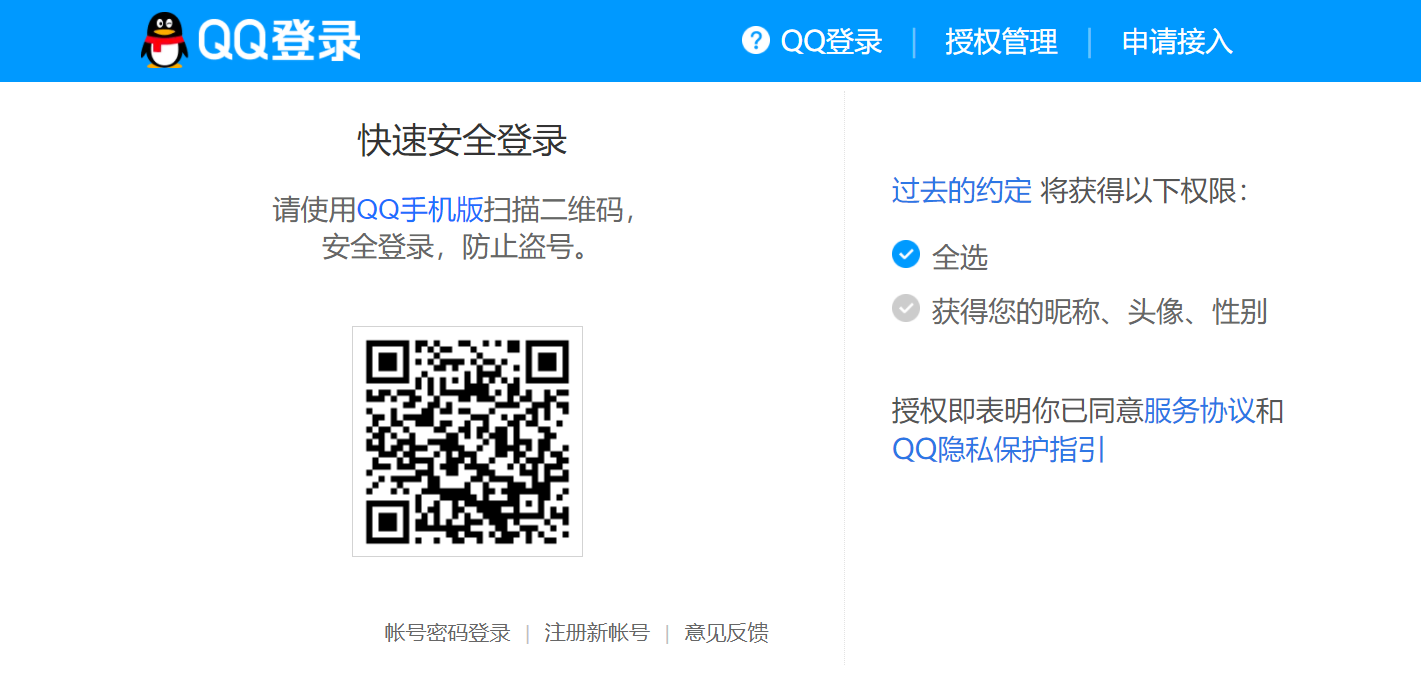 QQ登录
QQ登录 | 授权管理 | 申请接入
快速安全登录
请使用QQ手机版扫描二维码，
安全登录，防止盗号。
帐号密码登录 | 注册新帐号 | 意见反馈
过去的约定 将获得以下权限：
全选
获得您的昵称、头像、性别
授权即表明你已同意服务协议和
QQ隐私保护指引